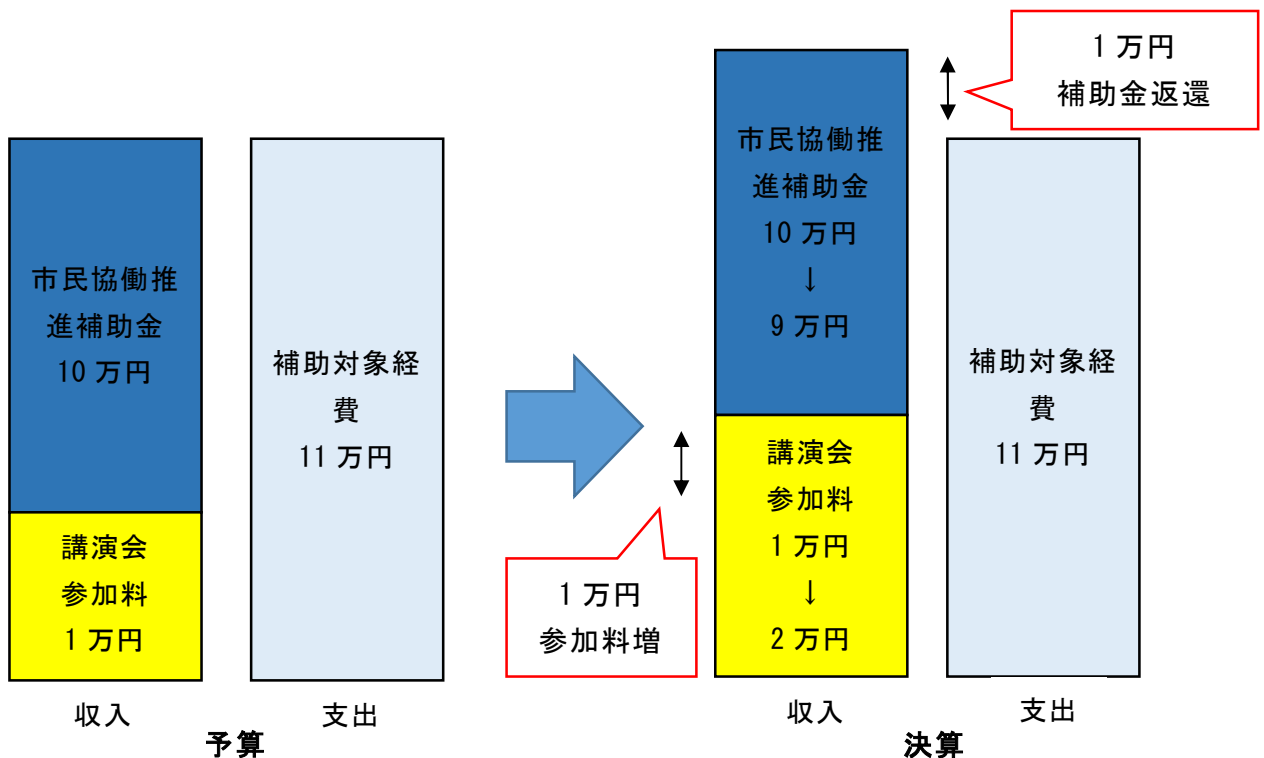 市民協働推
進補助金
10 万円
講演会
参加料
1 万円
収入
補助対象経
費
11 万円
支出
予算
1 万円
参加料増
市民協働推
進補助金
10 万円
↓
9 万円
講演会
参加料
1 万円
↓
2 万円
収入
1 万円
補助金返還
補助対象経
費
11 万円
支出
決算